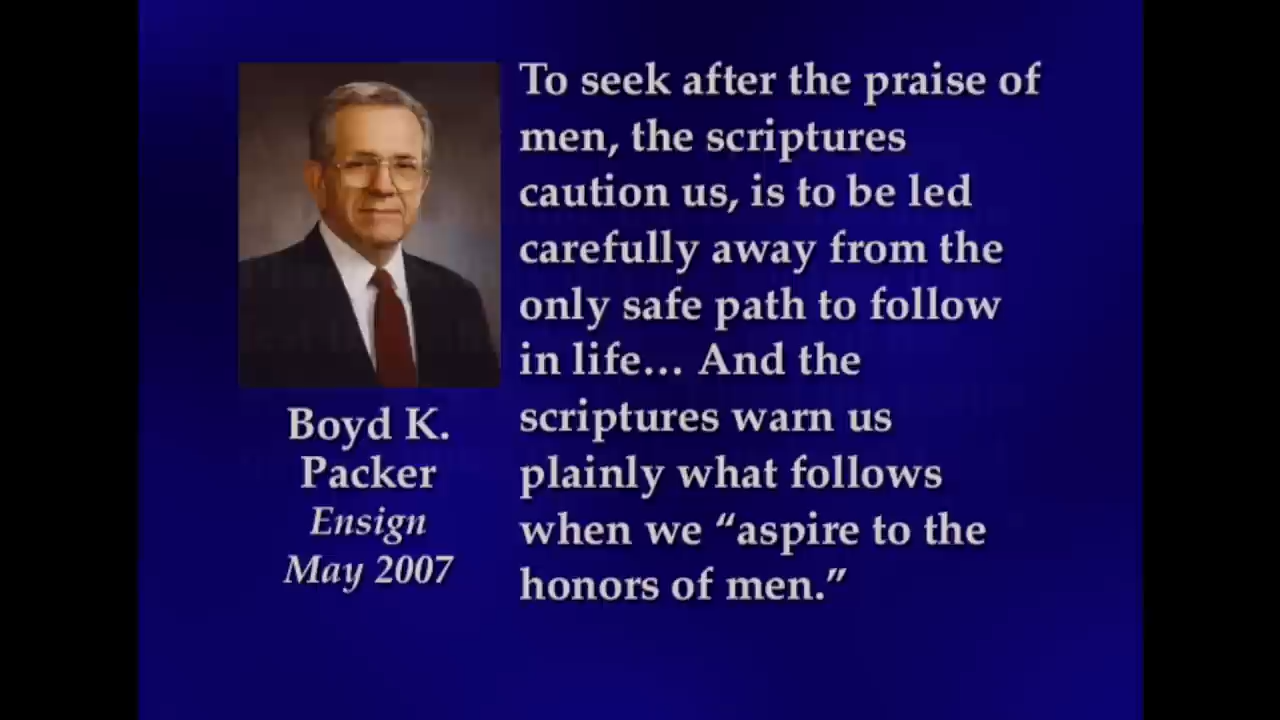 To seek after the praise of
men, the scriptures
caution us, is to be led
carefully away from the
only safe path to follow
in life… And the
scriptures warn us
plainly what follows
when we “aspire to the
honors of men.”
Boyd K.
Packer
Ensign
May 2007